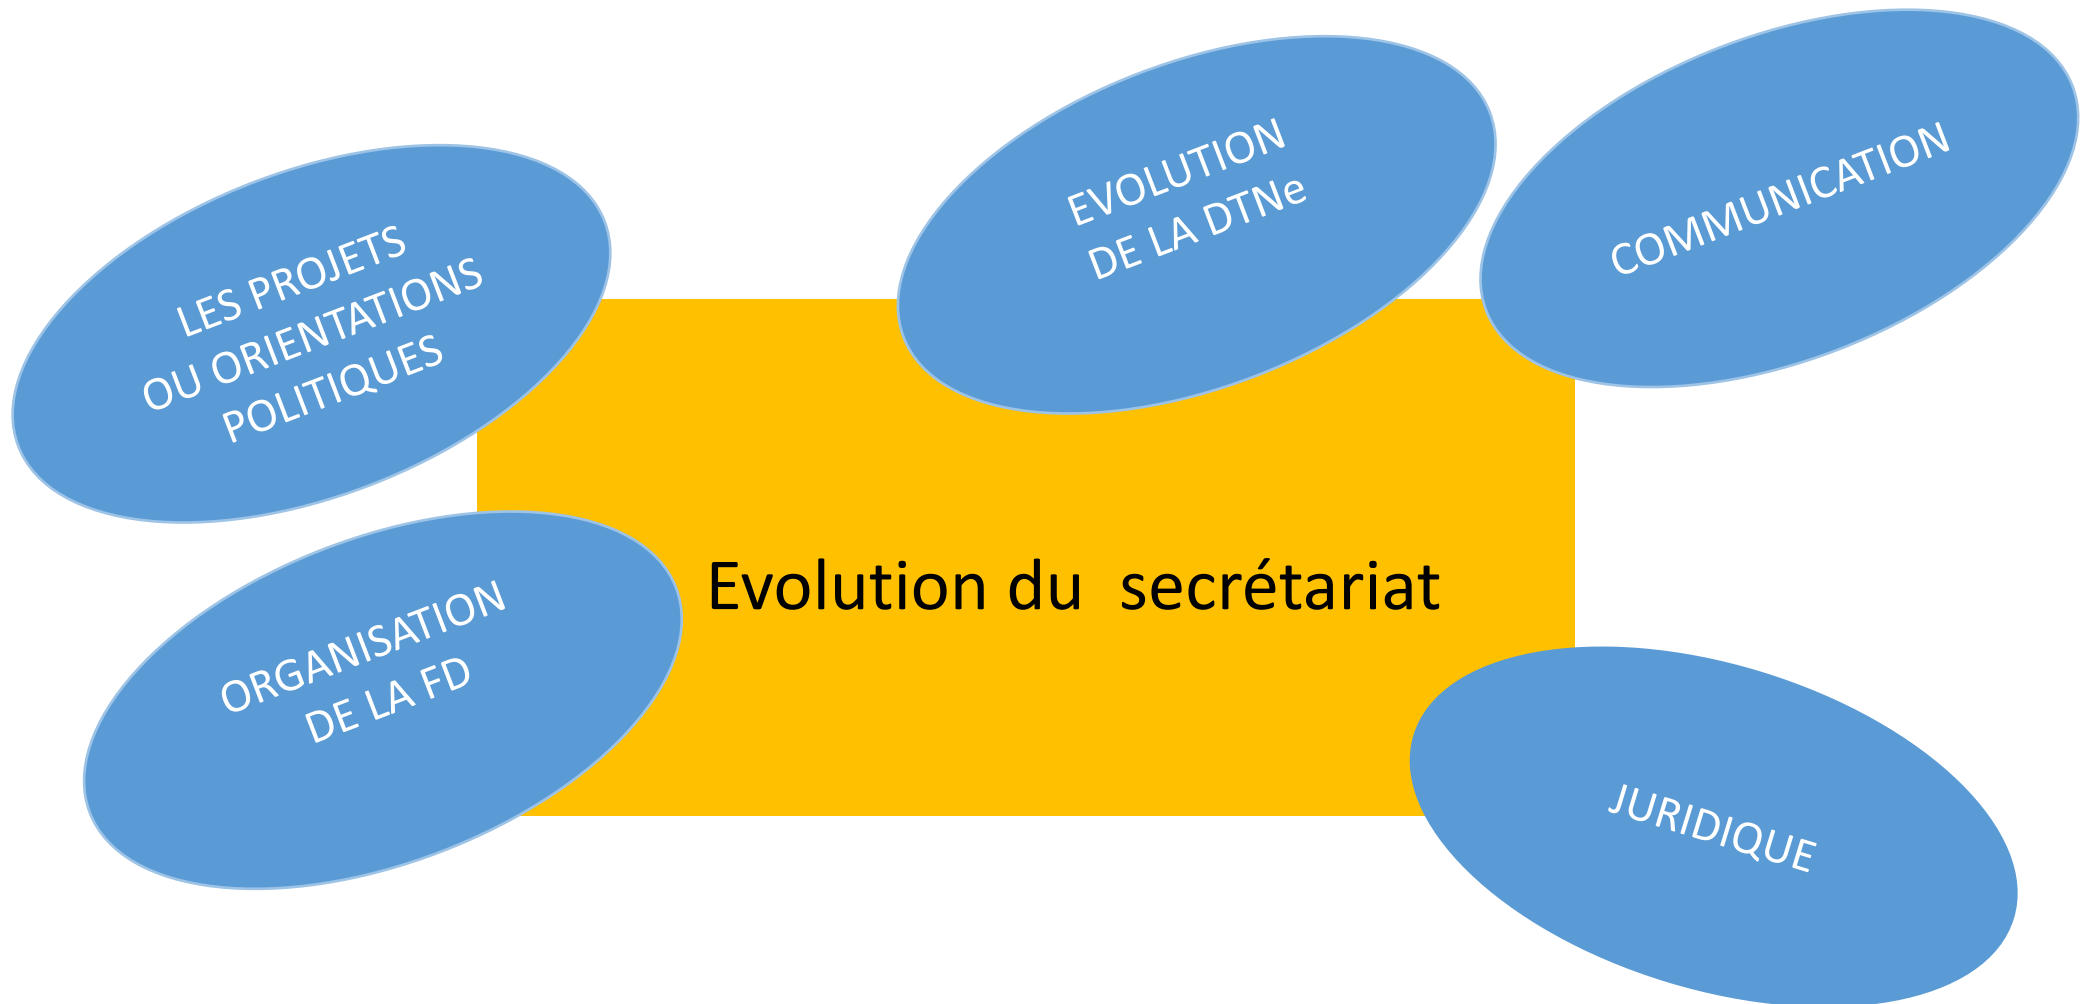 LES PROJETS
OU ORIENTATIONS
POLITIQUES
EVOLUTION
DE LA DTNe
COMMUNICATION
Evolution du  secrétariat
ORGANISATION
DE LA FD
JURIDIQUE